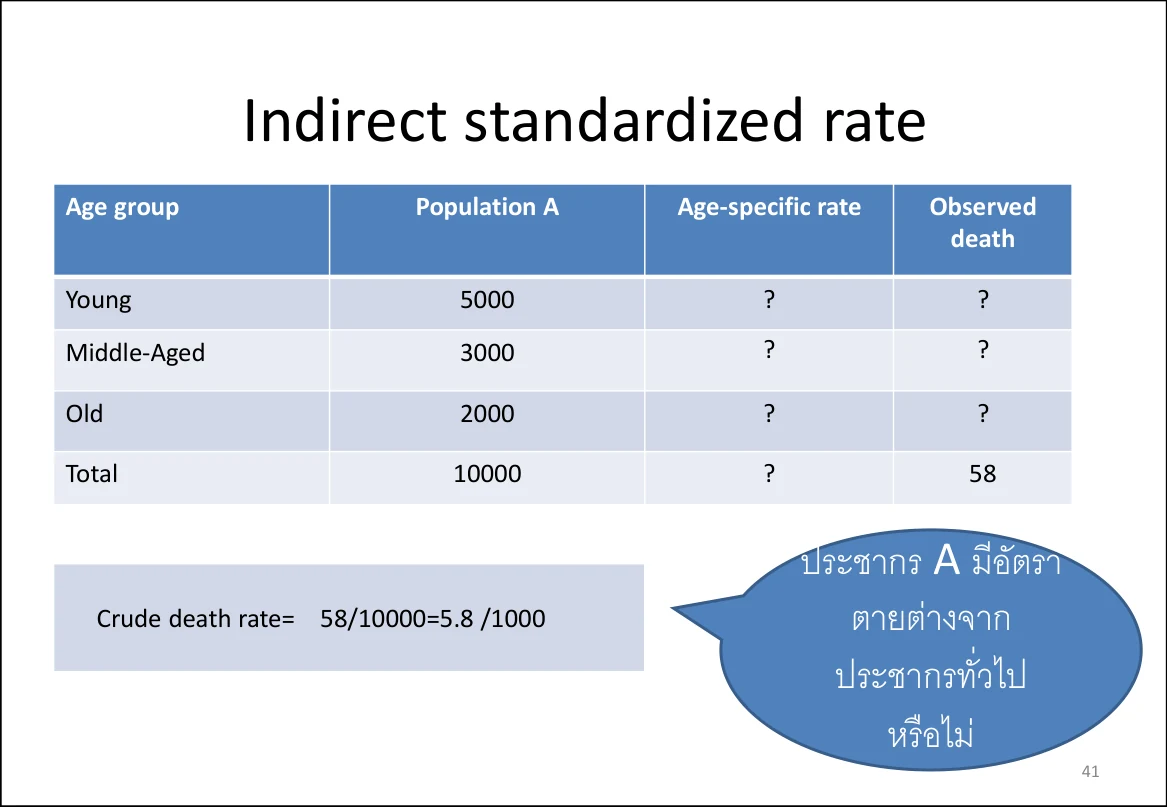 Indirect standardized rate
Age group Population A Age-specific rate Observed
death
Young 5000 ? ?
Middle-Aged 3000 ? ?
Old 2000 ? ?
Total 10000 ? 58
Crude death rate= 58/10000=5.8 /1000
ประชากร A มีอัตรา
ตายต่างจาก
ประชากรทั่วไป
หรือไม่
41